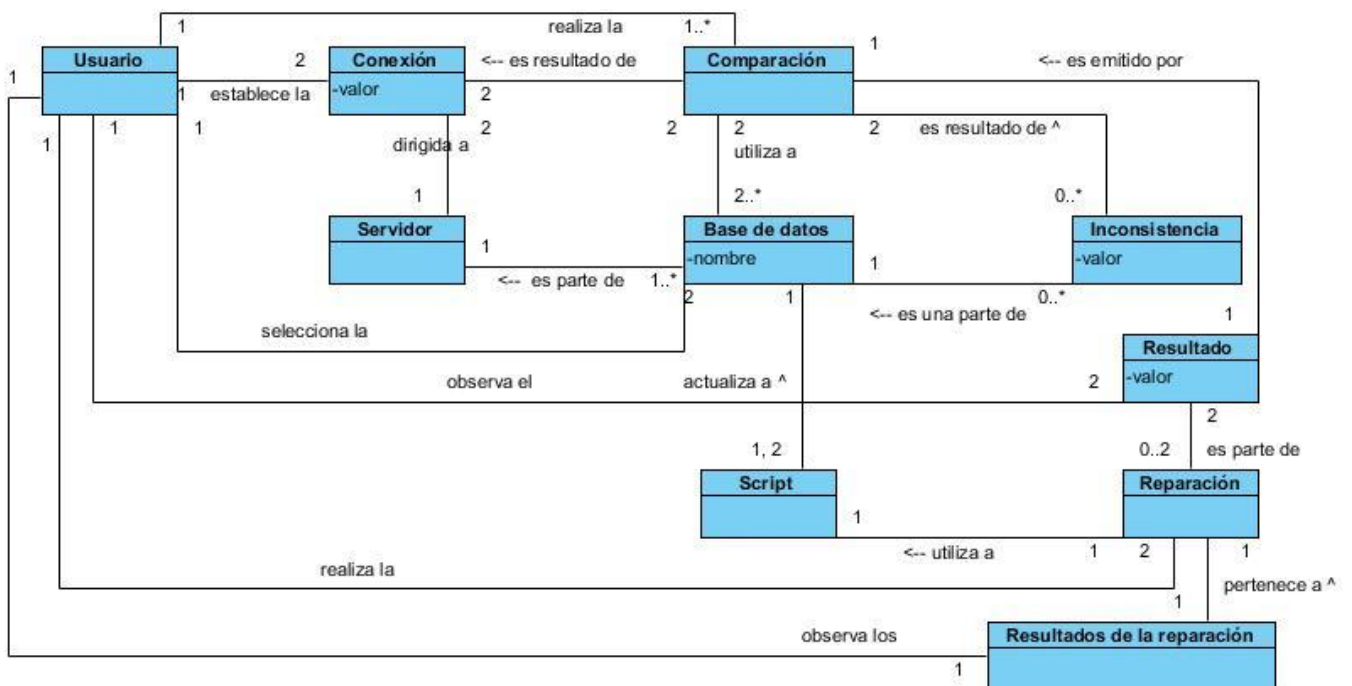 1 realiza la 1..*
Usuario 2 Conexión <-- es resultado de Comparación 1 <-- es emitido por
1 establece la 1 -valor 2
1 1 1 dirigida a 2 2 2 utiliza a 2 es resultado de ^
1 2..* 0..*
Servidor 1 Base de datos 1 Inconsistencia
-nombre -valor
<-- es parte de 1..* 2 1 <-- es una parte de 0..*
selecciona la 1
Resultado
observa el actualiza a ^ 2 -valor
2
1, 2 0..2 es parte de
Script 1 Reparación
<-- utiliza a 1 2 1
realiza la pertenece a ^
1
observa los Resultados de la reparación
1